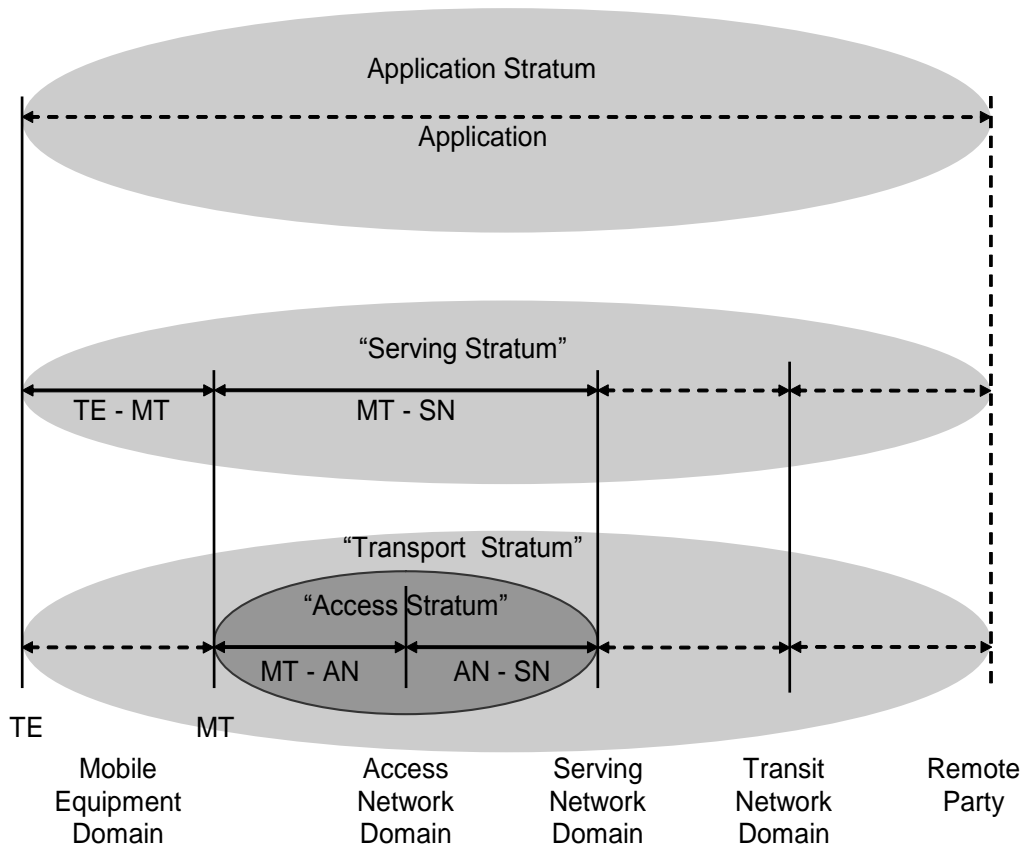 Application Stratum
Application
“Serving Stratum”
TE - MT
MT - SN
“Transport Stratum”
“Access Stratum”
MT - AN
AN - SN
TE
MT
Mobile
Equipment
Domain
Access
Network
Domain
Serving
Network
Domain
Transit
Network
Domain
Remote
Party